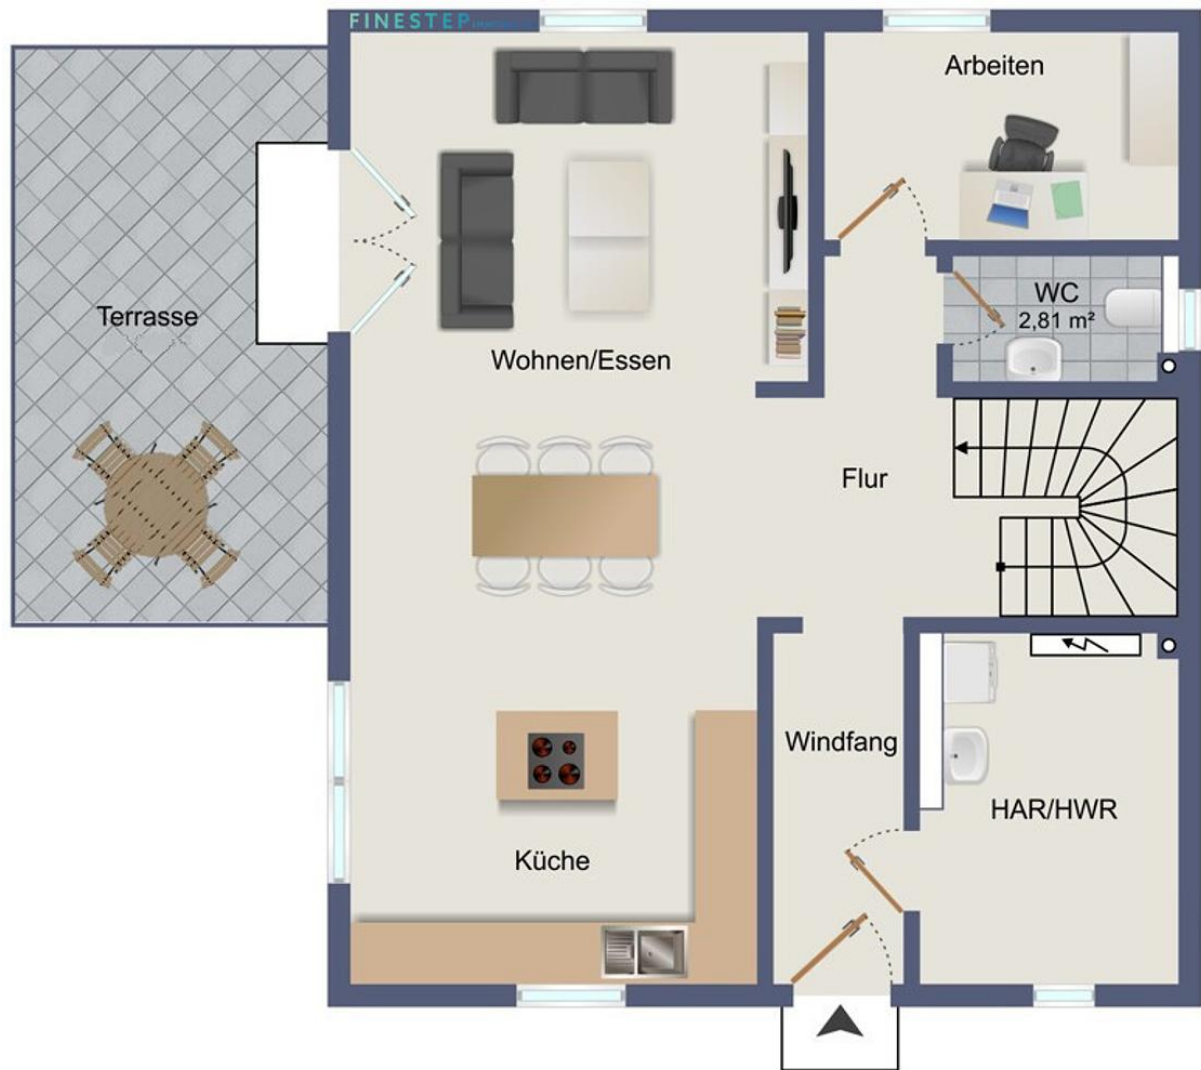 FINESTEP
Arbeiten
WC
2,81 m²
Terrasse
Wohnen/Essen
Flur
Windfang
HAR/HWR
Küche